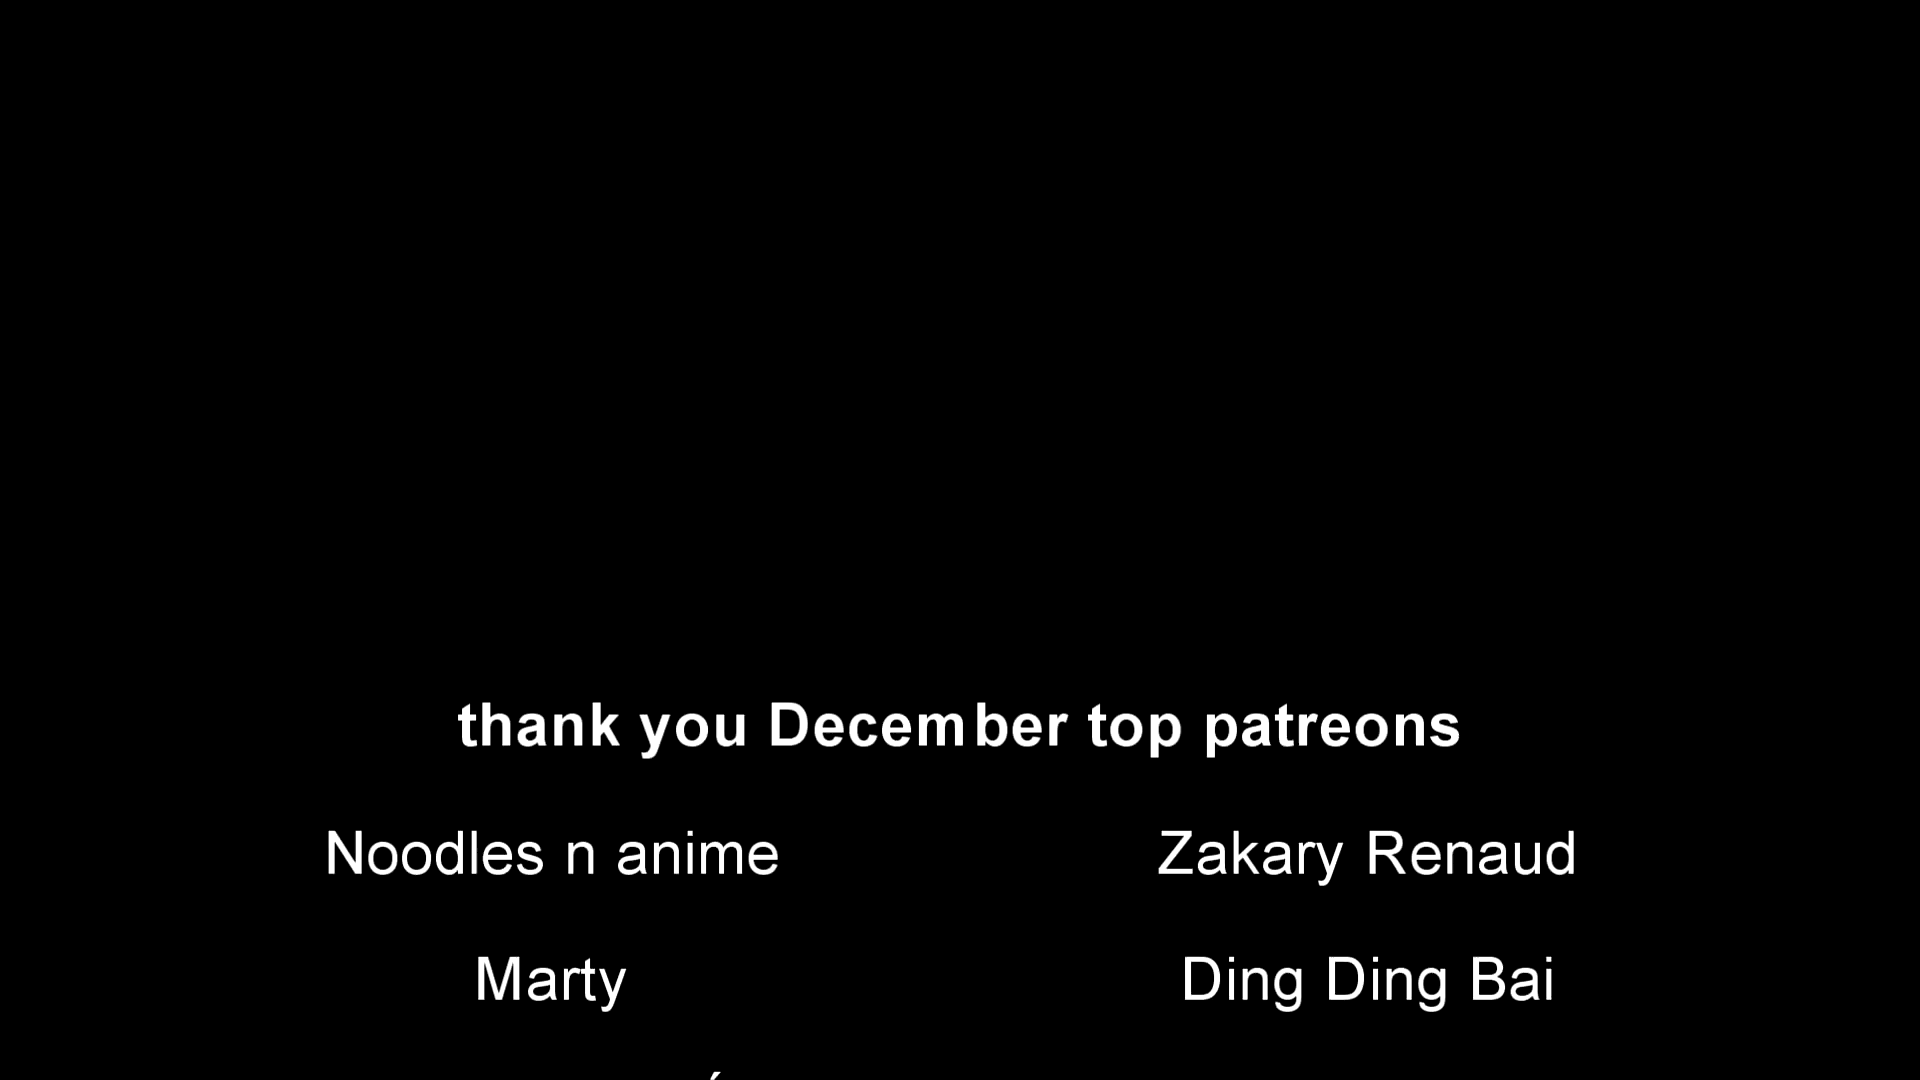 thank you December top patreons
Noodles n anime Zakary Renaud
Marty Ding Ding Bai